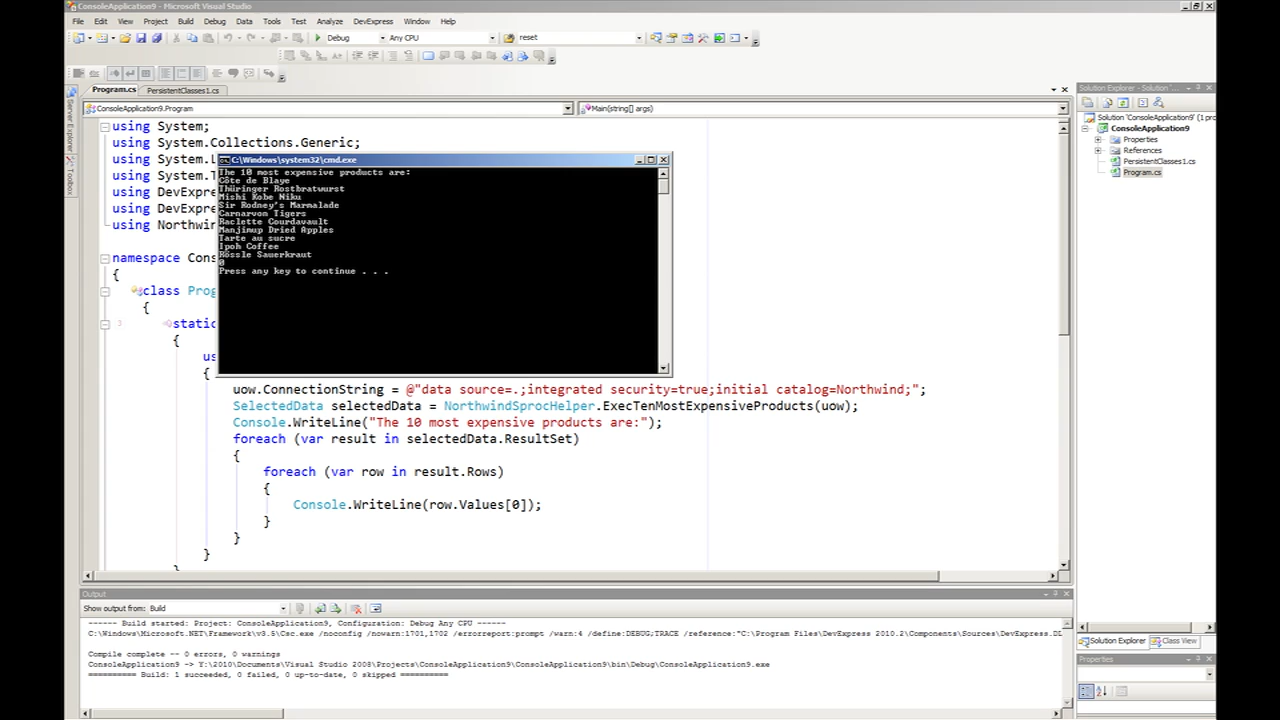 ConsoleApplication9 - Microsoft Visual Studio
File Edit View Project Build Debug Data Tools Test Analyze DevExpress Window Help
Debug Any CPU reset
Program.cs PersistentClasses1.cs
ConsoleApplication9.Program Main(string[] args)
Server Explorer
Toolbox
using System;
using System.Collections.Generic;
using System.L
using System.T
using DevExpre
using DevExpre
using Northwin
namespace Cons
{
class Prog
{
static
{
us
{
uow.ConnectionString = @"data source=.;integrated security=true;initial catalog=Northwind;";
SelectedData selectedData = NorthwindSprocHelper.ExecTenMostExpensiveProducts(uow);
Console.WriteLine("The 10 most expensive products are:");
foreach (var result in selectedData.ResultSet)
{
foreach (var row in result.Rows)
{
Console.WriteLine(row.Values[0]);
}
}
}
}
C:\Windows\system32\cmd.exe
The 10 most expensive products are:
Côte de Blaye
Thüringer Rostbratwurst
Mishi Kobe Niku
Sir Rodney's Marmalade
Carnarvon Tigers
Raclette Courdavault
Manjimup Dried Apples
Tarte au sucre
Ipoh Coffee
Rössle Sauerkraut
0
Press any key to continue . . .
Solution Explorer - Solution '...
Solution 'ConsoleApplication9' (1 pro
ConsoleApplication9
Properties
References
PersistentClasses1.cs
Program.cs
Solution Explorer Class View
Properties
Output
Show output from: Build
------ Build started: Project: ConsoleApplication9, Configuration: Debug Any CPU ------
C:\Windows\Microsoft.NET\Framework\v3.5\Csc.exe /noconfig /nowarn:1701,1702 /errorreport:prompt /warn:4 /define:DEBUG;TRACE /reference:"C:\Program Files\DevExpress 2010.2\Components\Sources\DevExpress.DL
Compile complete -- 0 errors, 0 warnings
ConsoleApplication9 -> Y:\2010\Documents\Visual Studio 2008\Projects\ConsoleApplication9\ConsoleApplication9\bin\Debug\ConsoleApplication9.exe
========== Build: 1 succeeded, 0 failed, 0 up-to-date, 0 skipped ==========